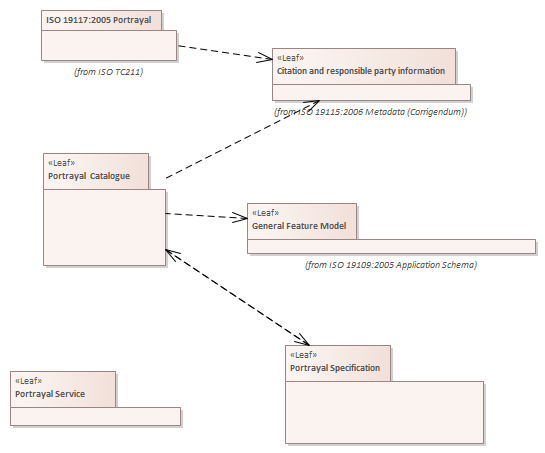 ISO 19117:2005 Portrayal
(from ISO TC211)
«Leaf»
Citation and responsible party information
(from ISO 19115:2006 Metadata (Corrigendum))
«Leaf»
Portrayal Catalogue
«Leaf»
General Feature Model
(from ISO 19109:2005 Application Schema)
«Leaf»
Portrayal Specification
«Leaf»
Portrayal Service